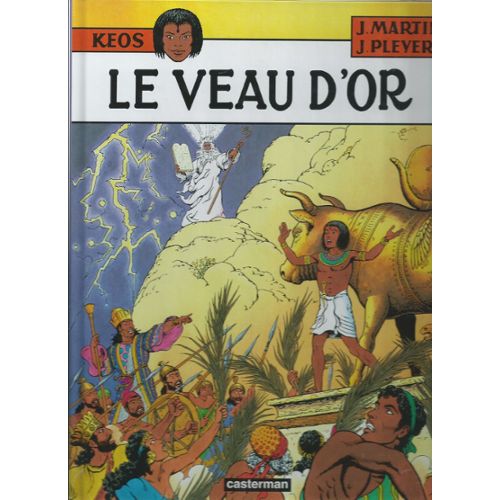 KEOS
J. MARTI
J. PLEYER
LE VEAU D'OR
casterman